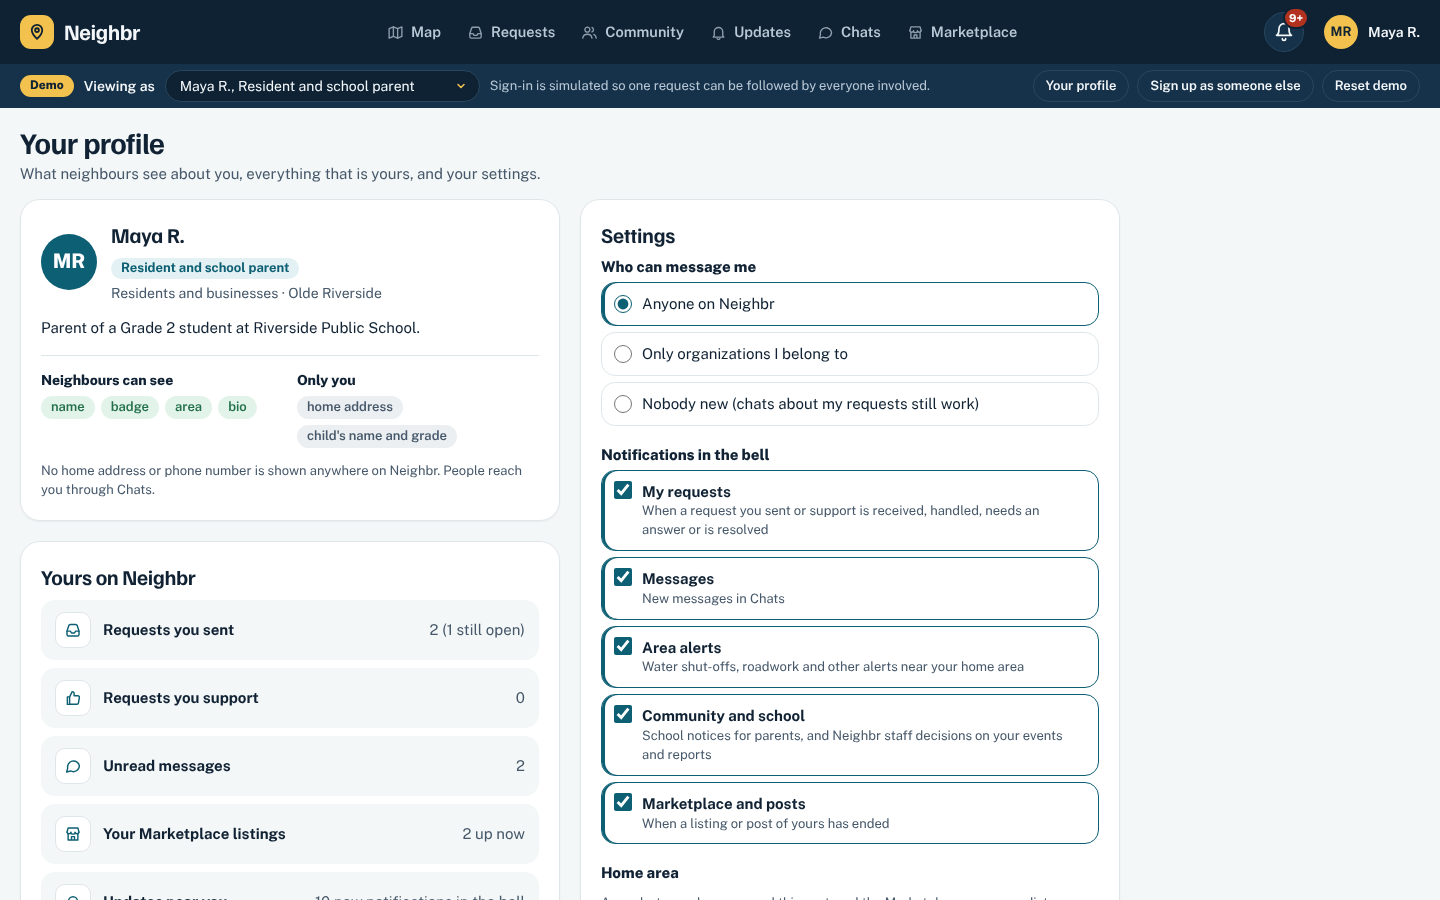 Neighbr
Map
Requests
Community
Updates
Chats
Marketplace
9+
MR
Maya R.
Demo
Viewing as
Maya R., Resident and school parent
Sign-in is simulated so one request can be followed by everyone involved.
Your profile
Sign up as someone else
Reset demo
Your profile
What neighbours see about you, everything that is yours, and your settings.
MR
Maya R.
Resident and school parent
Residents and businesses · Olde Riverside
Parent of a Grade 2 student at Riverside Public School.
Neighbours can see
name
badge
area
bio
Only you
home address
child's name and grade
No home address or phone number is shown anywhere on Neighbr. People reach
you through Chats.
Yours on Neighbr
Requests you sent
2 (1 still open)
Requests you support
0
Unread messages
2
Your Marketplace listings
2 up now
Settings
Who can message me
Anyone on Neighbr
Only organizations I belong to
Nobody new (chats about my requests still work)
Notifications in the bell
My requests
When a request you sent or support is received, handled, needs an
answer or is resolved
Messages
New messages in Chats
Area alerts
Water shut-offs, roadwork and other alerts near your home area
Community and school
School notices for parents, and Neighbr staff decisions on your events
and reports
Marketplace and posts
When a listing or post of yours has ended
Home area